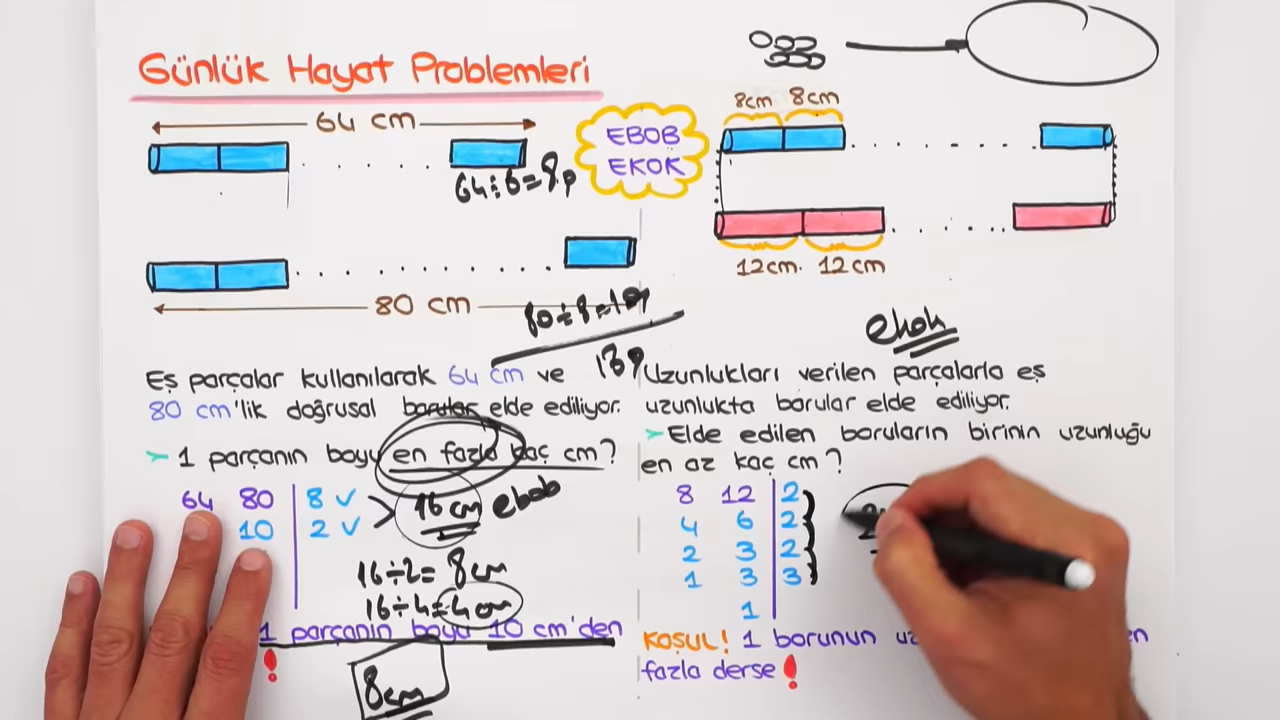 Günlük Hayat Problemleri
64 cm
64÷6=8p
80 cm
80÷8=10p
13p
EBOB
EKOK
8cm 8cm
12cm. 12cm
ekok
Eş parçalar kullanılarak 64 cm ve
80 cm'lik doğrusal borular elde ediliyor.
➢ 1 parçanın boyu en fazla kaç cm?
64 80 8 ✓
10 2 ✓
16 cm ebob
16÷2= 8cm
16÷4=4cm
1 parçanın boyu 10 cm'den
!
8cm
Uzunlukları verilen parçalarla eş
uzunlukta borular elde ediliyor.
➢ Elde edilen boruların birinin uzunluğu
en az kaç cm?
8 12 2
4 6 2
2 3 2
1 3 3
1
KOŞUL! 1 borunun
fazla derse !